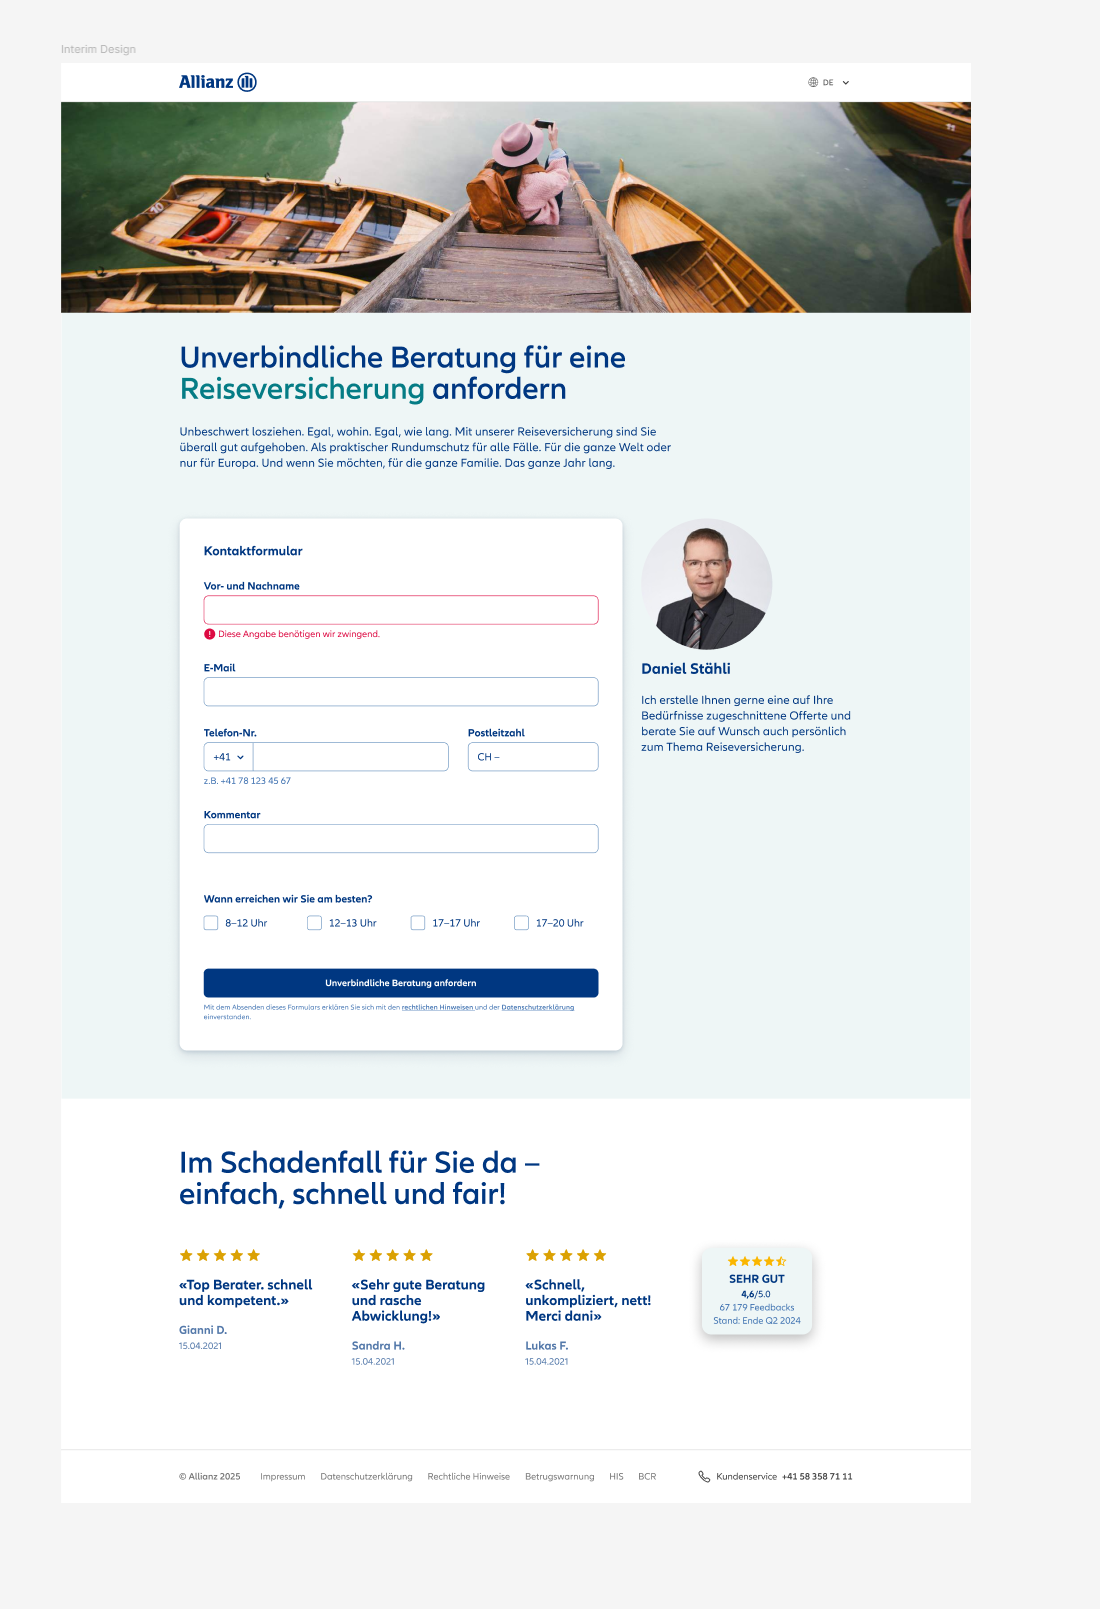 Interim Design
Allianz
DE
10
Unverbindliche Beratung für eine
Reiseversicherung anfordern
Unbeschwert losziehen. Egal, wohin. Egal, wie lang. Mit unserer Reiseversicherung sind Sie
überall gut aufgehoben. Als praktischer Rundumschutz für alle Fälle. Für die ganze Welt oder
nur für Europa. Und wenn Sie möchten, für die ganze Familie. Das ganze Jahr lang.
Kontaktformular
Vor- und Nachname
Diese Angabe benötigen wir zwingend.
E-Mail
Telefon-Nr.
Postleitzahl
+41
CH –
z.B. +41 78 123 45 67
Kommentar
Wann erreichen wir Sie am besten?
8–12 Uhr
12–13 Uhr
17–17 Uhr
17–20 Uhr
Unverbindliche Beratung anfordern
Mit dem Absenden dieses Formulars erklären Sie sich mit den rechtlichen Hinweisen und der Datenschutzerklärung
einverstanden.
Daniel Stähli
Ich erstelle Ihnen gerne eine auf Ihre
Bedürfnisse zugeschnittene Offerte und
berate Sie auf Wunsch auch persönlich
zum Thema Reiseversicherung.
Im Schadenfall für Sie da –
einfach, schnell und fair!
«Top Berater. schnell
und kompetent.»
Gianni D.
15.04.2021
«Sehr gute Beratung
und rasche
Abwicklung!»
Sandra H.
15.04.2021
«Schnell,
unkompliziert, nett!
Merci dani»
Lukas F.
15.04.2021
SEHR GUT
4,6/5.0
67 179 Feedbacks
Stand: Ende Q2 2024
© Allianz 2025
Impressum
Datenschutzerklärung
Rechtliche Hinweise
Betrugswarnung
HIS
BCR
Kundenservice +41 58 358 71 11